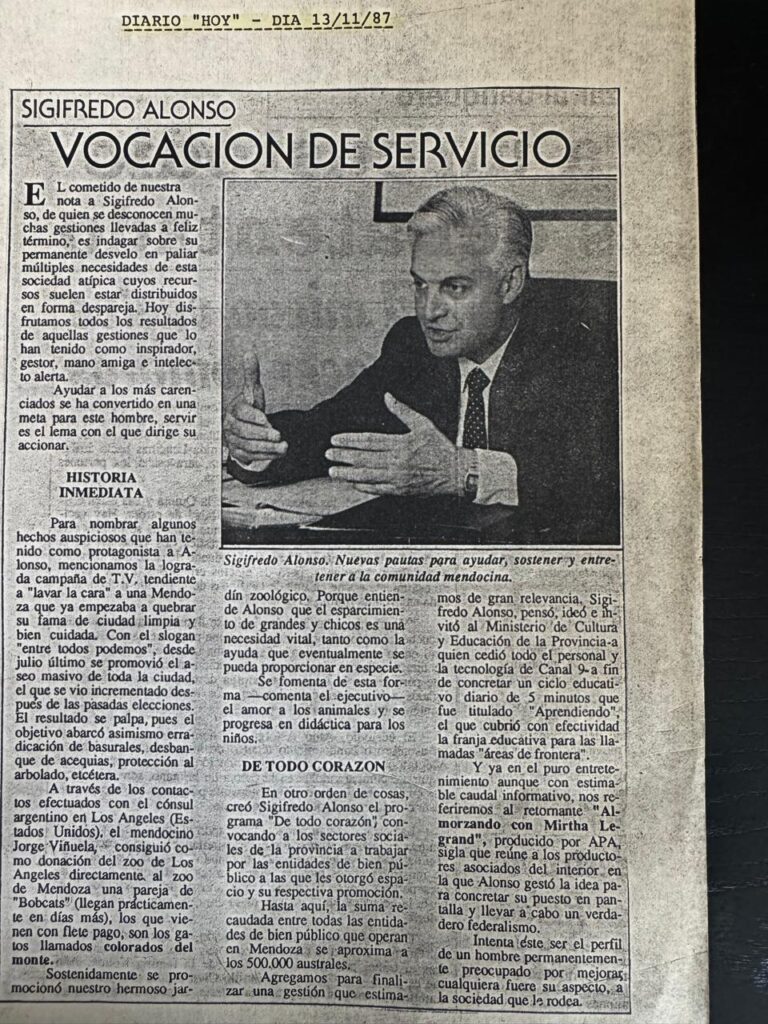 DIARIO "HOY" - DIA 13/11/87
SIGIFREDO ALONSO
VOCACION DE SERVICIO
EL cometido de nuestra
nota a Sigifredo Alon-
so, de quien se desconocen mu-
chas gestiones llevadas a feliz
término, es indagar sobre su
permanente desvelo en paliar
múltiples necesidades de esta
sociedad atípica cuyos recur-
sos suelen estar distribuidos
en forma despareja. Hoy dis-
frutamos todos los resultados
de aquellas gestiones que lo
han tenido como inspirador,
gestor, mano amiga e intelec-
to alerta.
Ayudar a los más caren-
ciados se ha convertido en una
meta para este hombre, servir
es el lema con el que dirige su
accionar.
HISTORIA
INMEDIATA
Para nombrar algunos
hechos auspiciosos que han te-
nido como protagonista a A-
lonso, mencionamos la logra-
da campaña de T.V. tendiente
a "lavar la cara" a una Mendo-
za que ya empezaba a quebrar
su fama de ciudad limpia y
bien cuidada. Con el slogan
"entre todos podemos", desde
julio último se promovió el a-
seo masivo de toda la ciudad,
el que se vio incrementado des-
pués de las pasadas elecciones.
El resultado se palpa, pues el
objetivo abarcó asimismo erra-
dicación de basurales, desban-
que de acequias, protección al
arbolado, etcétera.
A través de los contac-
tos efectuados con el cónsul
argentino en Los Angeles (Es-
tados Unidos), el mendocino
Jorge Viñuela, consiguió co-
mo donación del zoo de Los
Angeles directamente al zoo
de Mendoza una pareja de
"Bobcats" (llegan prácticamen-
te en días más), los que vie-
nen con flete pago, son los ga-
tos llamados colorados del
monte.
Sostenidamente se pro-
mocionó nuestro hermoso jar-
Sigifredo Alonso. Nuevas pautas para ayudar, sostener y entre-
tener a la comunidad mendocina.
dín zoológico. Porque entien-
de Alonso que el esparcimien-
to de grandes y chicos es una
necesidad vital, tanto como la
ayuda que eventualmente se
pueda proporcionar en especie.
Se fomenta de esta for-
ma —comenta el ejecutivo—
el amor a los animales y se
progresa en didáctica para los
niños.
DE TODO CORAZON
En otro orden de cosas,
creó Sigifredo Alonso el pro-
grama "De todo corazón", con-
vocando a los sectores socia-
les de la provincia a trabajar
por las entidades de bien pú-
blico a las que les otorgó espa-
cio y su respectiva promoción.
Hasta aquí, la suma re-
caudada entre todas las entida-
des de bien público que operan
en Mendoza se aproxima a
los 500.000 australes.
Agregamos para finali-
zar una gestión que estima-
mos de gran relevancia, Sigi-
fredo Alonso, pensó, ideó e in-
vitó al Ministerio de Cultura
y Educación de la Provincia-a
quien cedió todo el personal y
la tecnología de Canal 9-a fin
de concretar un ciclo educati-
vo diario de 5 minutos que
fue titulado "Aprendiendo",
el que cubrió con efectividad
la franja educativa para las lla-
madas "áreas de frontera".
Y ya en el puro entrete-
nimiento aunque con estima-
ble caudal informativo, nos re-
feriremos al retornante "Al-
morzando con Mirtha Le-
grand", producido por APA,
sigla que reúne a los producto-
res asociados del interior en
la que Alonso gestó la idea pa-
ra concretar su puesto en pan-
talla y llevar a cabo un verda-
dero federalismo.
Intenta éste ser el perfil
de un hombre permanentemen-
te preocupado por mejorar,
cualquiera fuere su aspecto, a
la sociedad que le rodea.